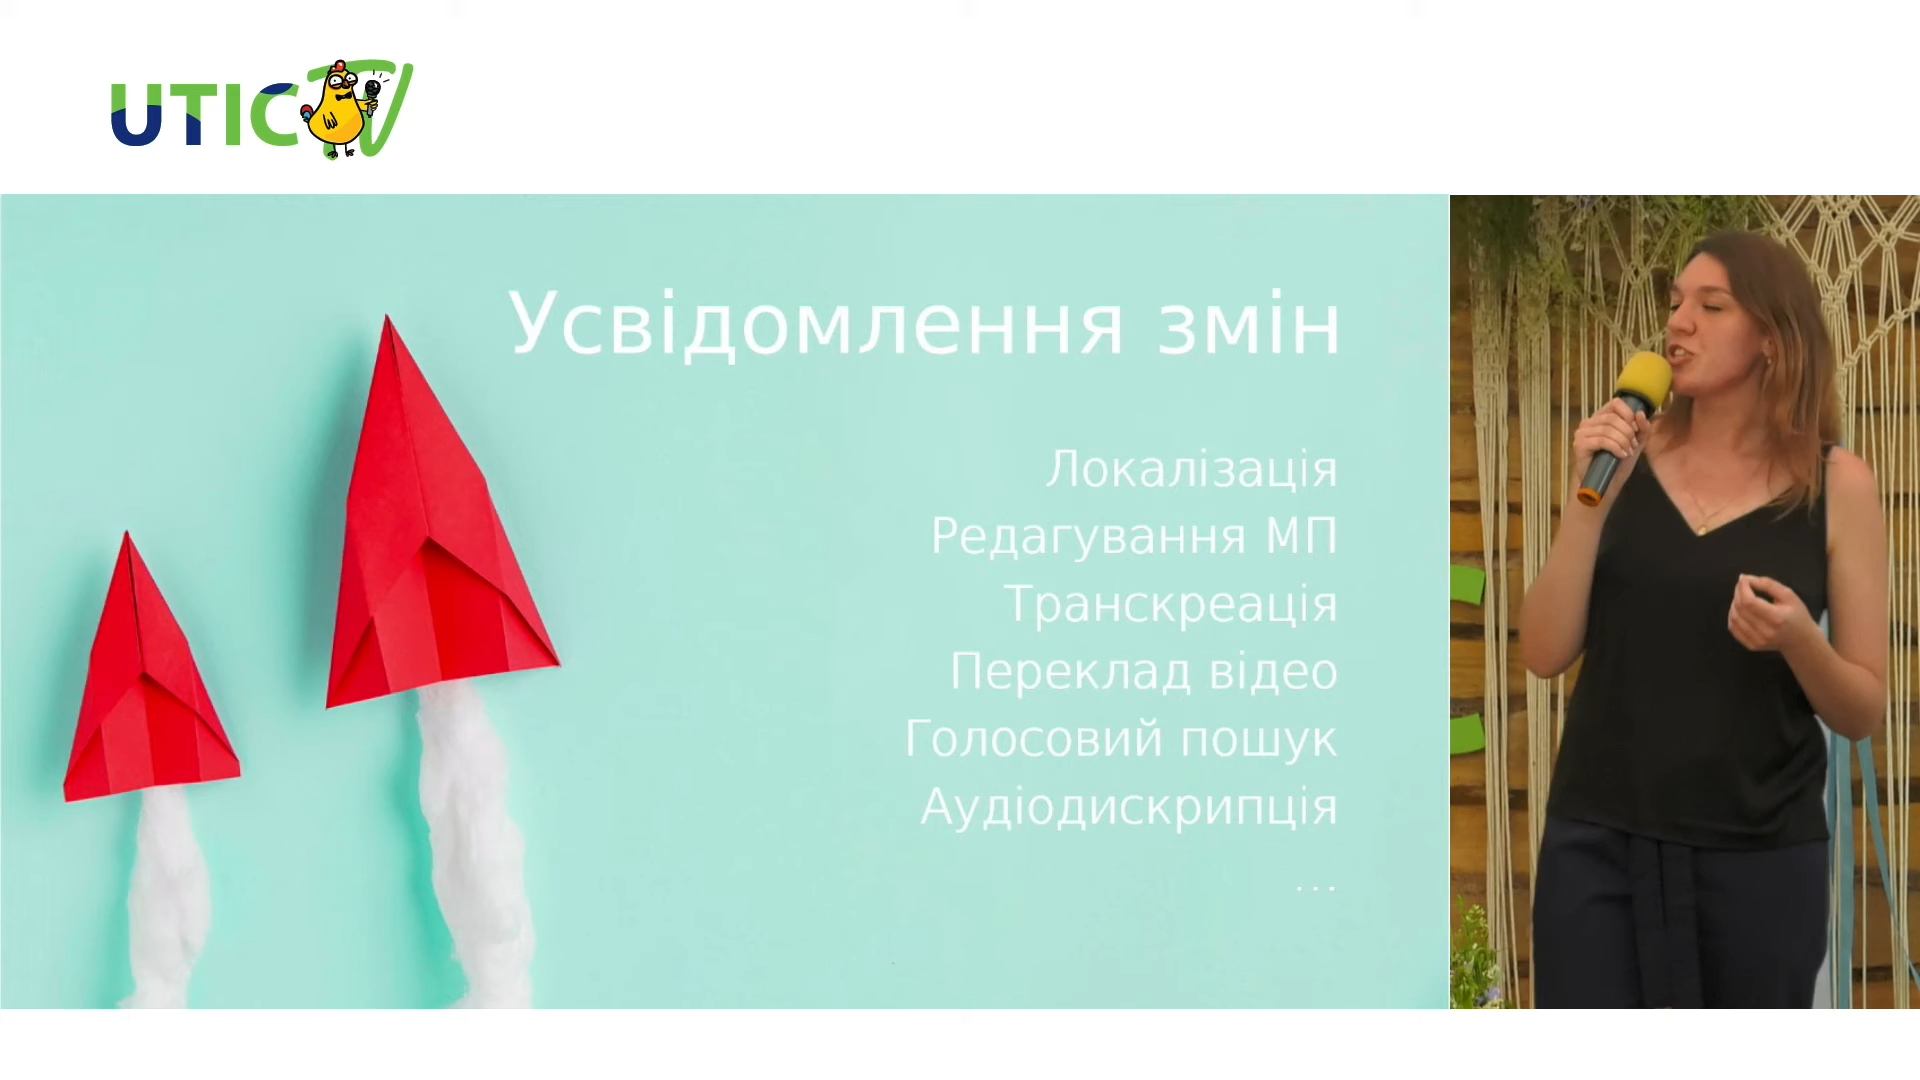 UTIC TV
Усвідомлення змін
Локалізація
Редагування МП
Транскреація
Переклад відео
Голосовий пошук
Аудіодискрипція
...